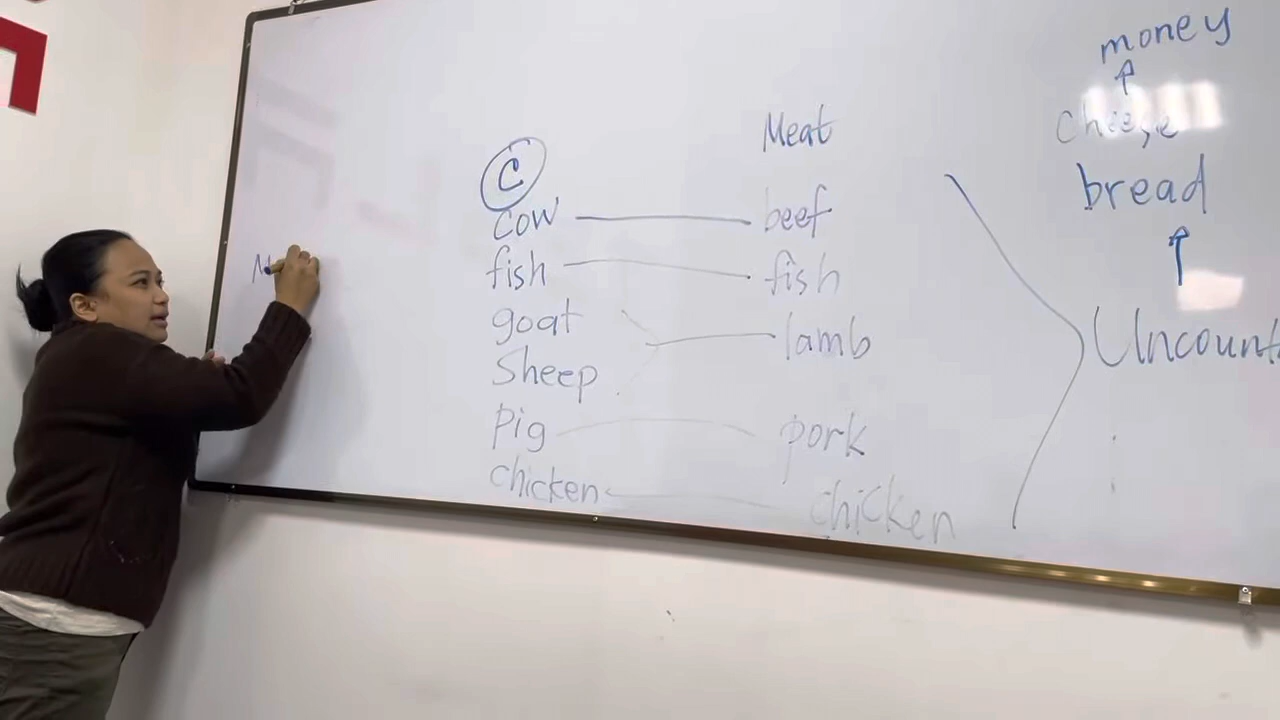 money
cheese
bread
Uncount
Meat
C
cow beef
fish fish
goat lamb
Sheep
pig pork
chicken chicken